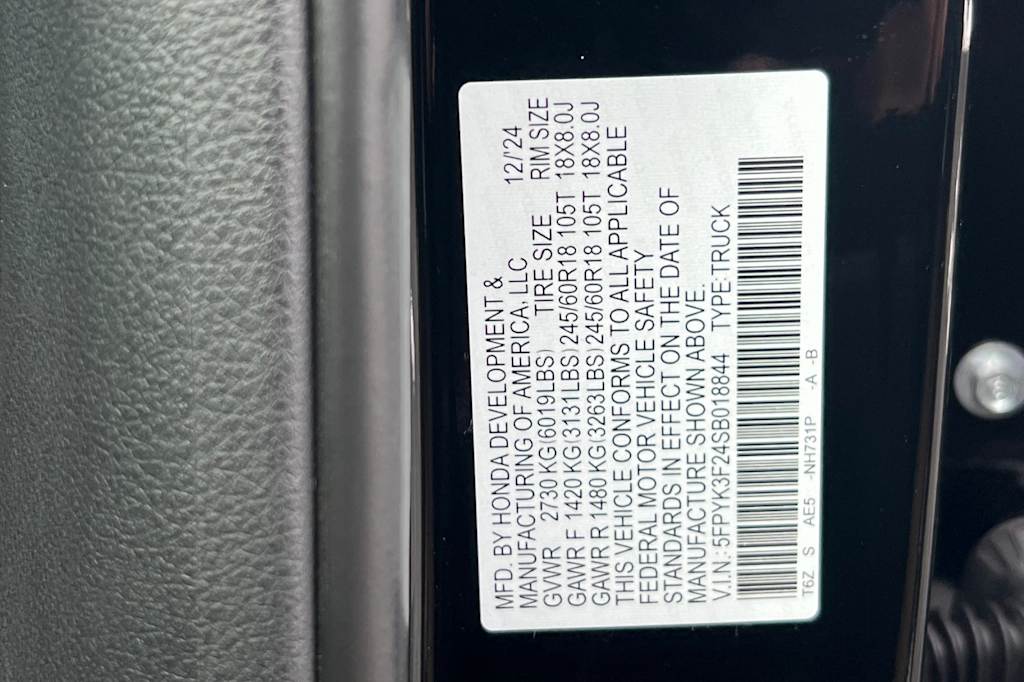 MFD. BY HONDA DEVELOPMENT &
MANUFACTURING OF AMERICA, LLC 12/'24
GVWR 2730 KG(6019LBS) TIRE SIZE RIM SIZE
GAWR F 1420 KG(3131LBS) 245/60R18 105T 18X8.0J
GAWR R 1480 KG(3263LBS) 245/60R18 105T 18X8.0J
THIS VEHICLE CONFORMS TO ALL APPLICABLE
FEDERAL MOTOR VEHICLE SAFETY
STANDARDS IN EFFECT ON THE DATE OF
MANUFACTURE SHOWN ABOVE.
V.I.N.:5FPYK3F24SB018844 TYPE:TRUCK
T6Z S AE5 -NH731P -A -B